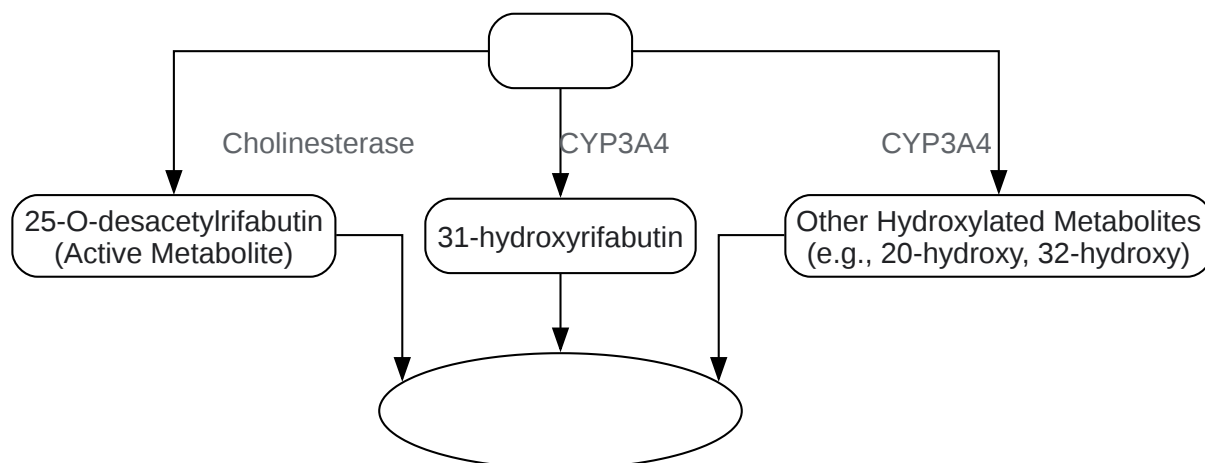 Cholinesterase
CYP3A4
CYP3A4
25-O-desacetylrifabutin
(Active Metabolite)
31-hydroxyrifabutin
Other Hydroxylated Metabolites
(e.g., 20-hydroxy, 32-hydroxy)